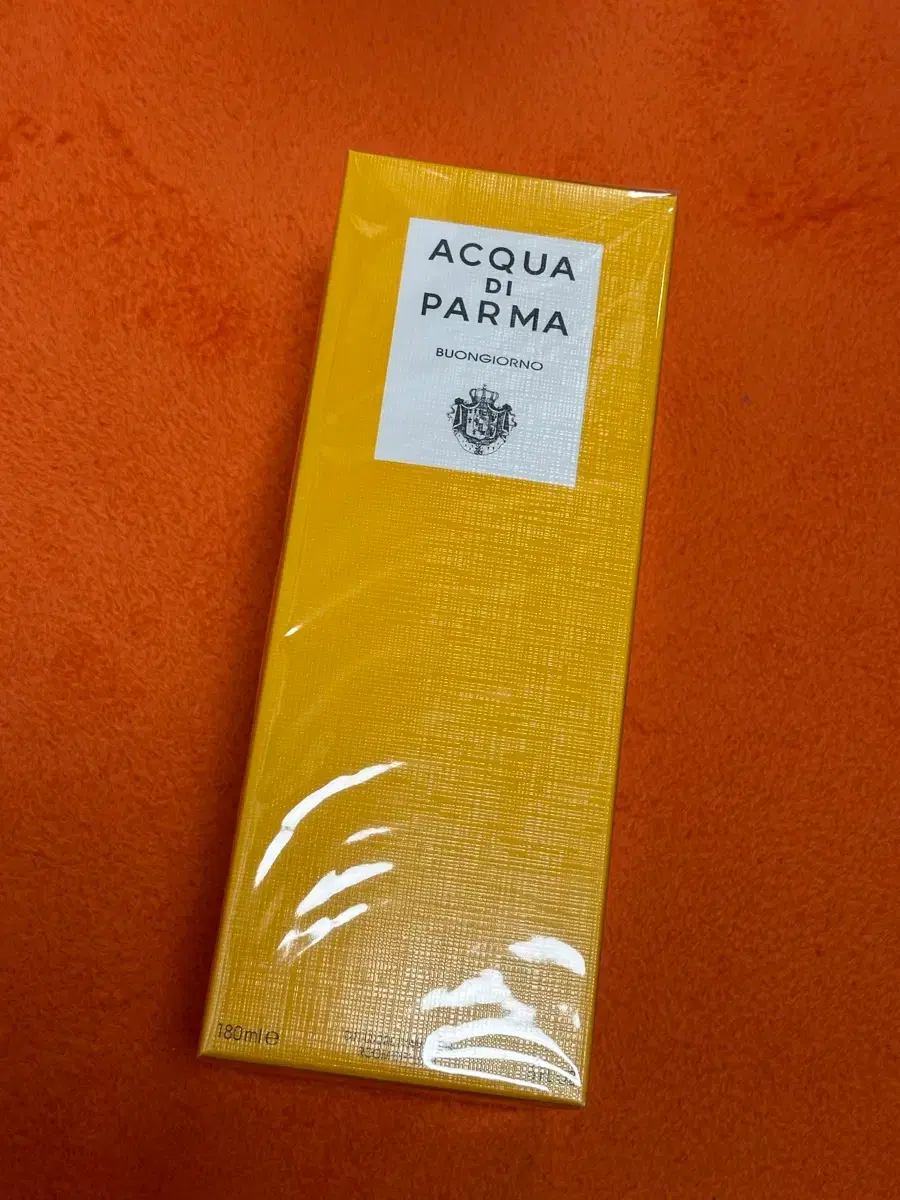 ACQUA
DI
PARMA
BUONGIORNO
180ml e